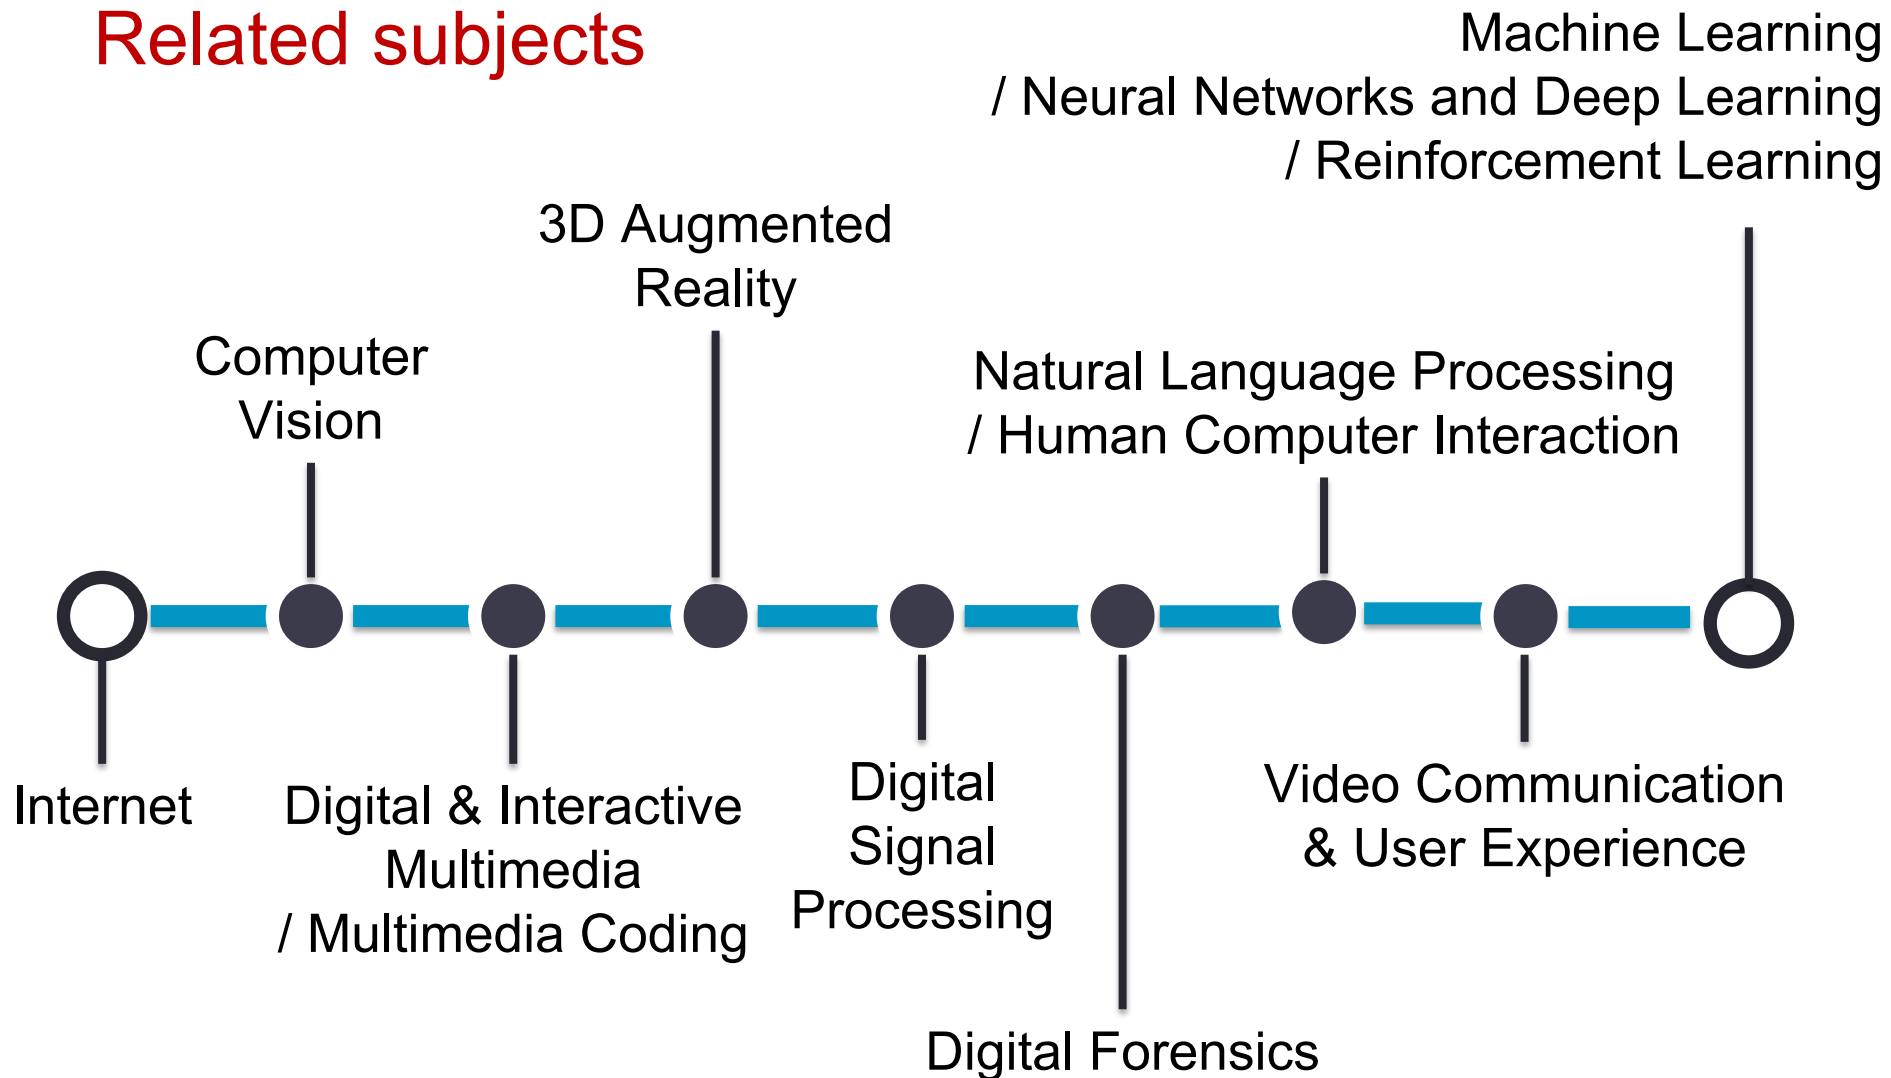 Related subjects
Machine Learning
/ Neural Networks and Deep Learning
/ Reinforcement Learning
3D Augmented
Reality
Computer
Vision
Natural Language Processing
/ Human Computer Interaction
Internet
Digital & Interactive
Multimedia
/ Multimedia Coding
Digital
Signal
Processing
Video Communication
& User Experience
Digital Forensics